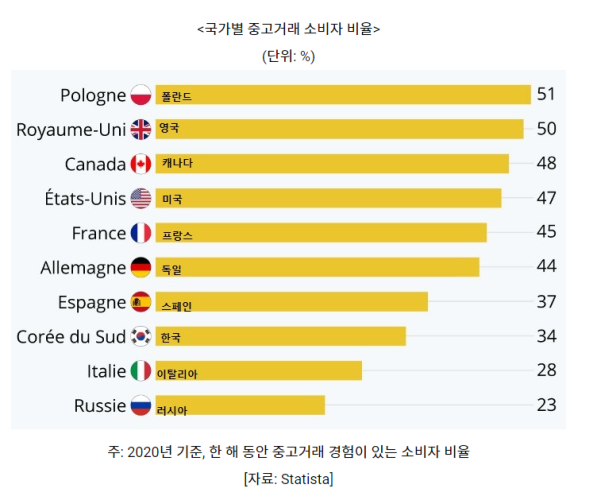 <국가별 중고거래 소비자 비율>
(단위: %)
Pologne 폴란드 51
Royaume-Uni 영국 50
Canada 캐나다 48
États-Unis 미국 47
France 프랑스 45
Allemagne 독일 44
Espagne 스페인 37
Corée du Sud 한국 34
Italie 이탈리아 28
Russie 러시아 23
주: 2020년 기준, 한 해 동안 중고거래 경험이 있는 소비자 비율
[자료: Statista]